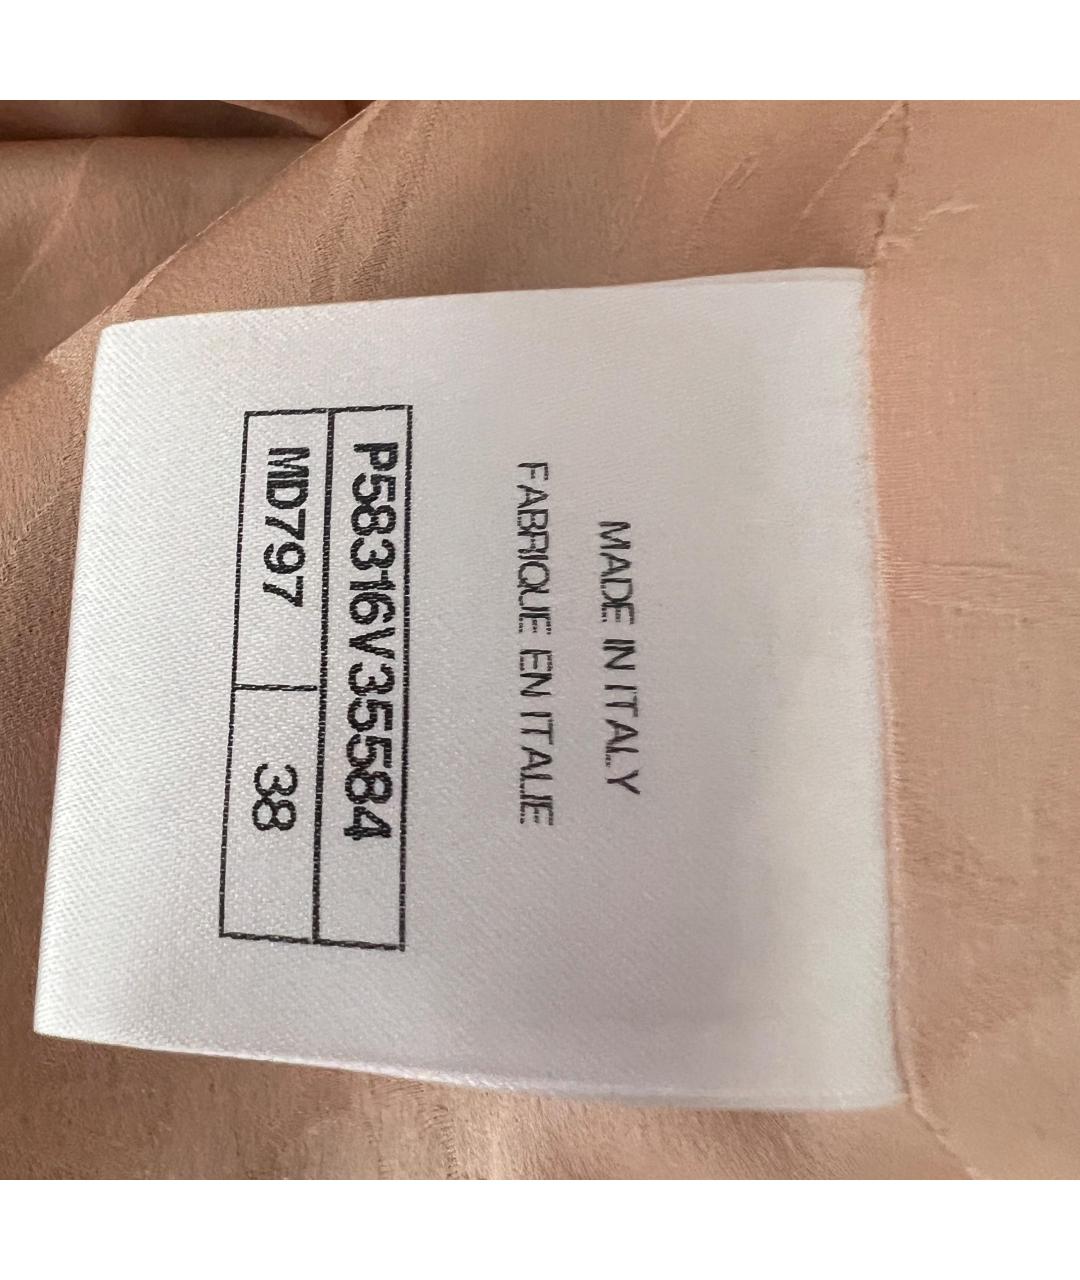 MADE IN ITALY
FABRIQUE EN ITALIE
P58316V35584
MD797 38